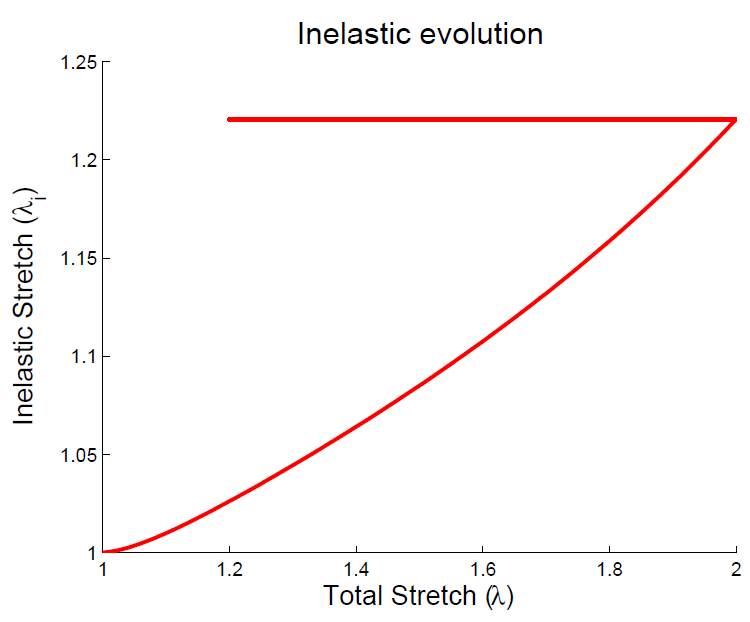 Inelastic evolution
1.25
1.2
1.15
1.1
1.05
1
Inelastic Stretch (λi)
1 1.2 1.4 1.6 1.8 2
Total Stretch (λ)